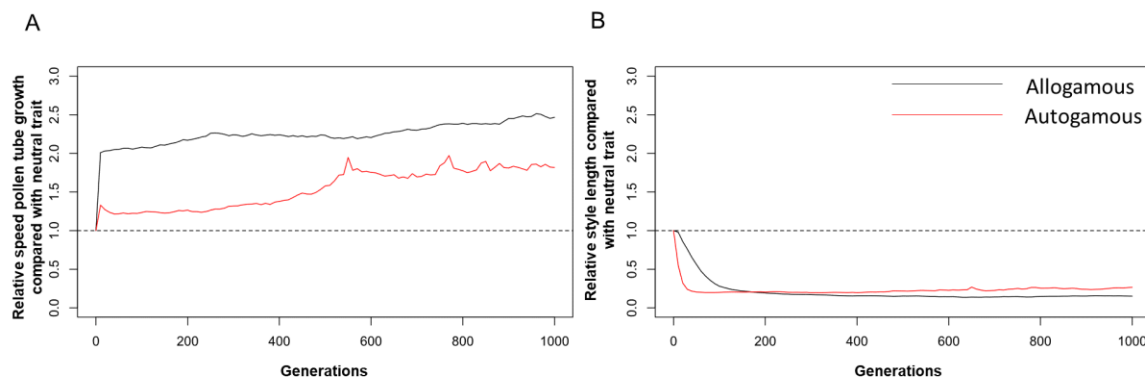 A
Relative speed pollen tube growth
compared with neutral trait
3.0
2.5
2.0
1.5
1.0
0.5
0.0
0 200 400 600 800 1000
Generations
B
Relative style length compared
with neutral trait
3.0
2.5
2.0
1.5
1.0
0.5
0.0
Allogamous
Autogamous
0 200 400 600 800 1000
Generations